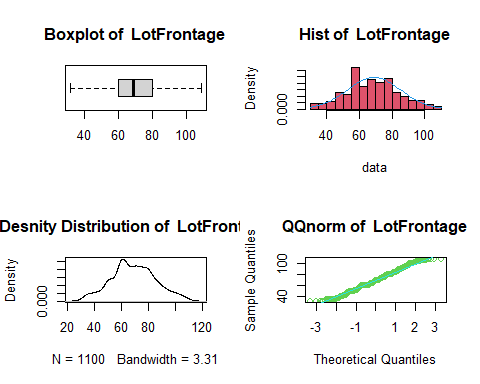 Boxplot of LotFrontage
40 60 80 100
Hist of LotFrontage
Density
0.000
40 60 80 100
data
Desnity Distribution of LotFront
Density
0.000
20 40 60 80 120
N = 1100 Bandwidth = 3.31
QQnorm of LotFrontage
Sample Quantiles
40 100
-3 -1 1 2 3
Theoretical Quantiles